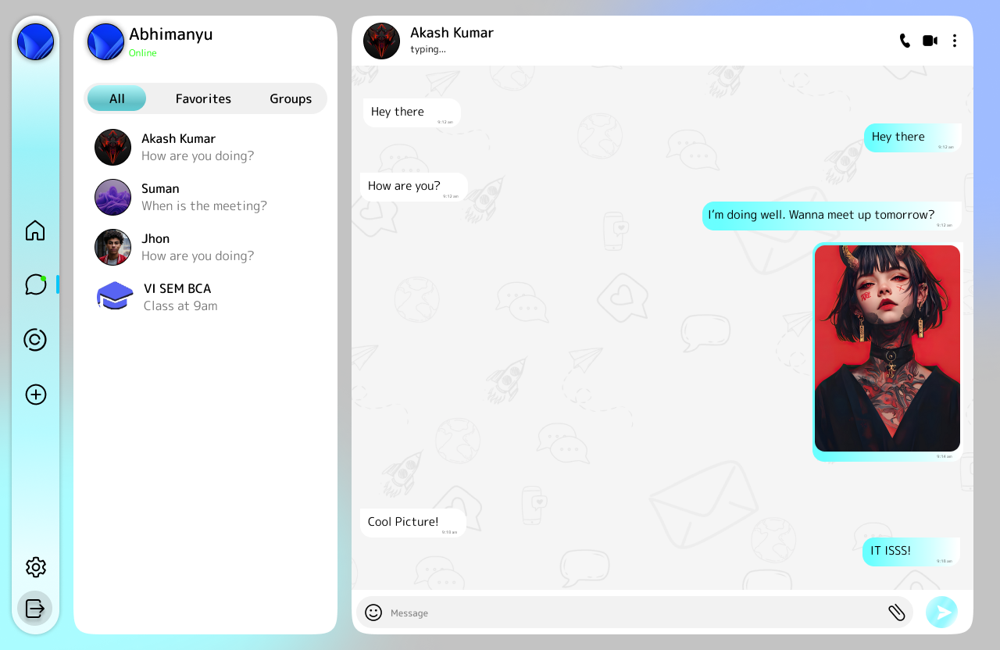 Abhimanyu
Online
All
Favorites
Groups
Akash Kumar
How are you doing?
Suman
When is the meeting?
Jhon
How are you doing?
VI SEM BCA
Class at 9am
Akash Kumar
typing...
Hey there
9:12 am
Hey there
9:12 am
How are you?
9:12 am
I'm doing well. Wanna meet up tomorrow?
9:12 am
9:14 am
Cool Picture!
9:18 am
IT ISSS!
9:18 am
Message